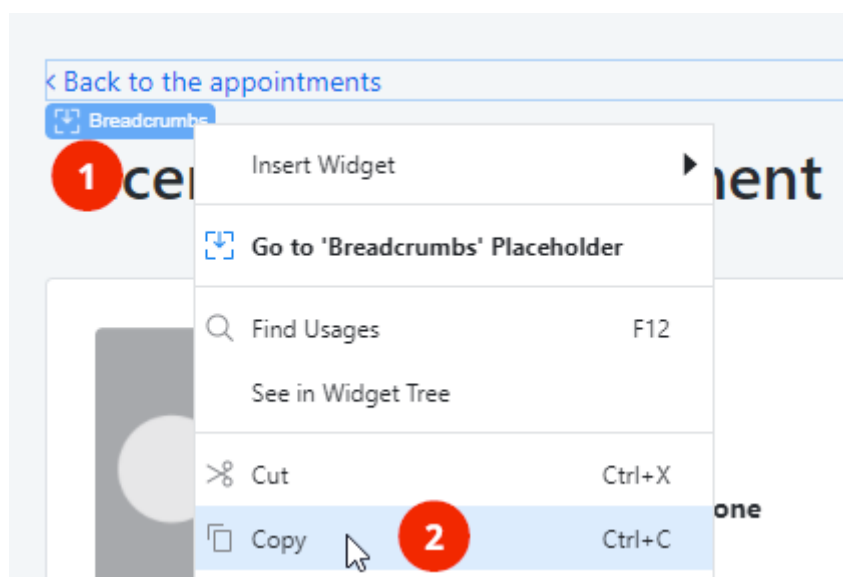 < Back to the appointments
Breadcrumbs
1
Insert Widget
Go to 'Breadcrumbs' Placeholder
Find Usages F12
See in Widget Tree
Cut Ctrl+X
Copy 2 Ctrl+C